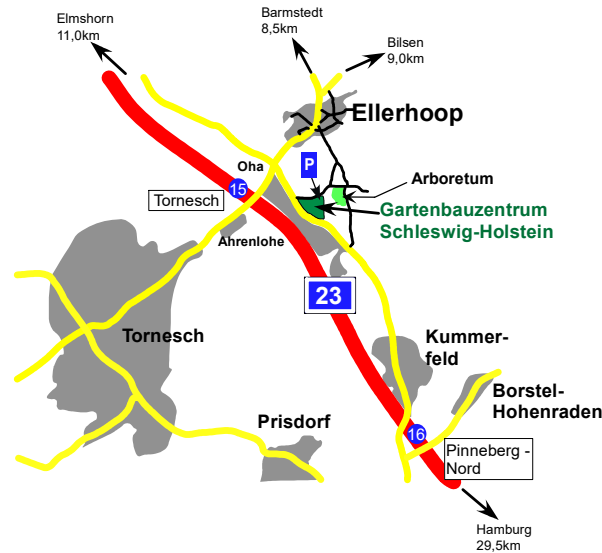 Elmshorn
11,0km
Barmstedt
8,5km
Bilsen
9,0km
Ellerhoop
Oha
P
15
Tornesch
Arboretum
Gartenbauzentrum
Schleswig-Holstein
Ahrenlohe
23
Tornesch
Kummer-
feld
Borstel-
Hohenraden
Prisdorf
16
Pinneberg -
Nord
Hamburg
29,5km